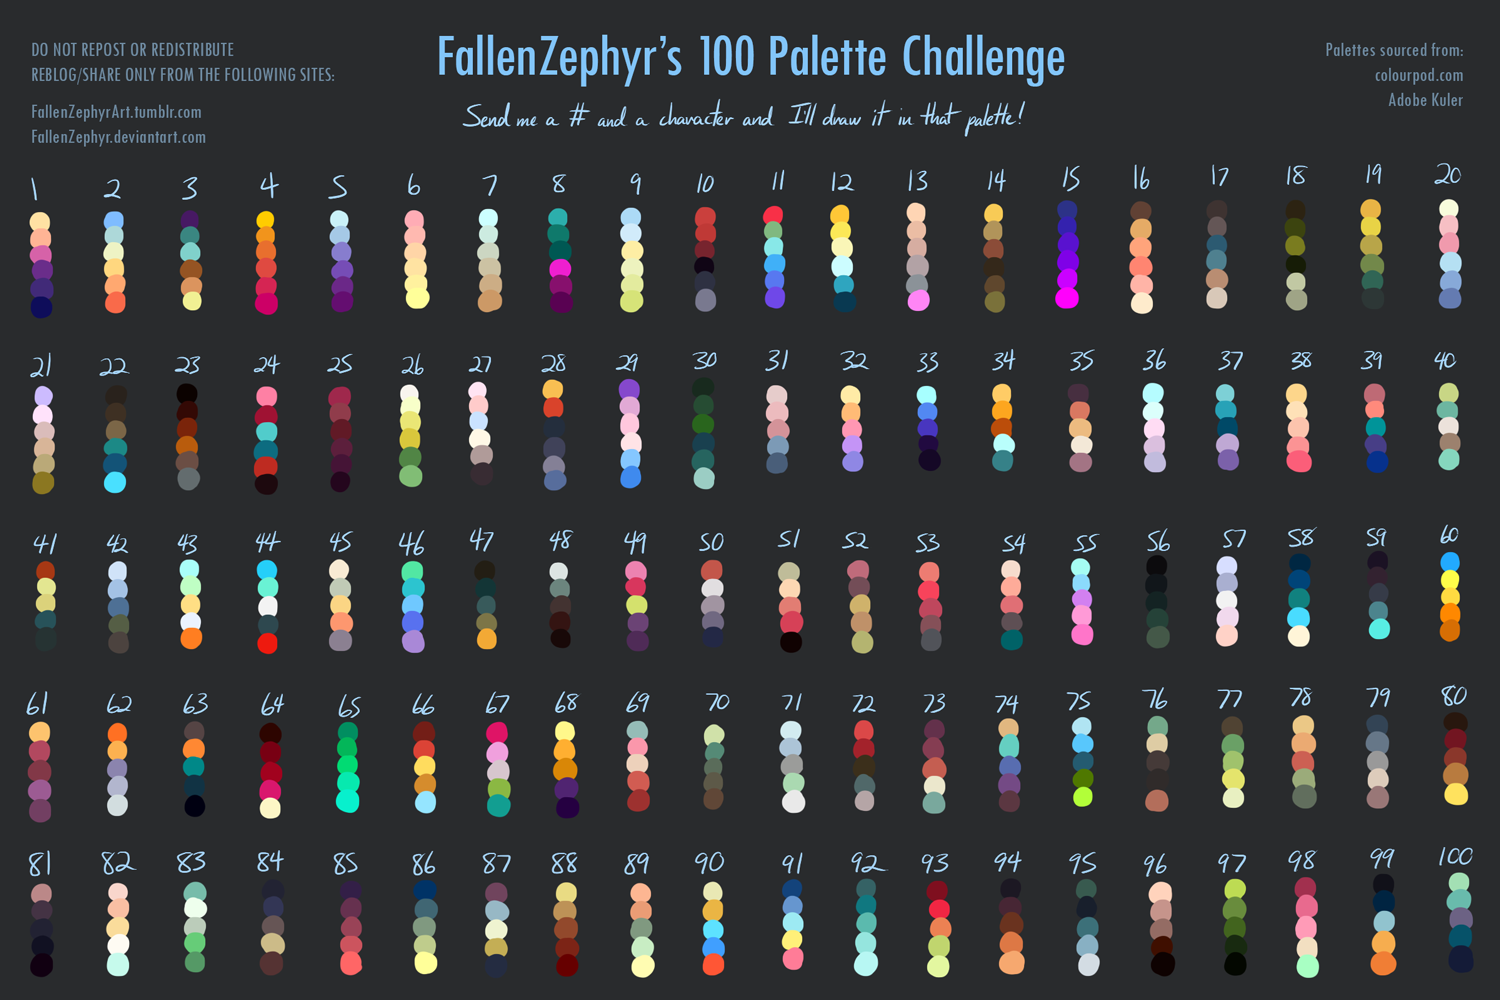 DO NOT REPOST OR REDISTRIBUTE
REBLOG/SHARE ONLY FROM THE FOLLOWING SITES:
FallenZephyrArt.tumblr.com
FallenZephyr.deviantart.com
FallenZephyr's 100 Palette Challenge
Send me a # and a character and I'll draw it in that palette!
Palettes sourced from:
colourpod.com
Adobe Kuler
1 2 3 4 5 6 7 8 9 10 11 12 13 14 15 16 17 18 19 20
21 22 23 24 25 26 27 28 29 30 31 32 33 34 35 36 37 38 39 40
41 42 43 44 45 46 47 48 49 50 51 52 53 54 55 56 57 58 59 60
61 62 63 64 65 66 67 68 69 70 71 72 73 74 75 76 77 78 79 80
81 82 83 84 85 86 87 88 89 90 91 92 93 94 95 96 97 98 99 100